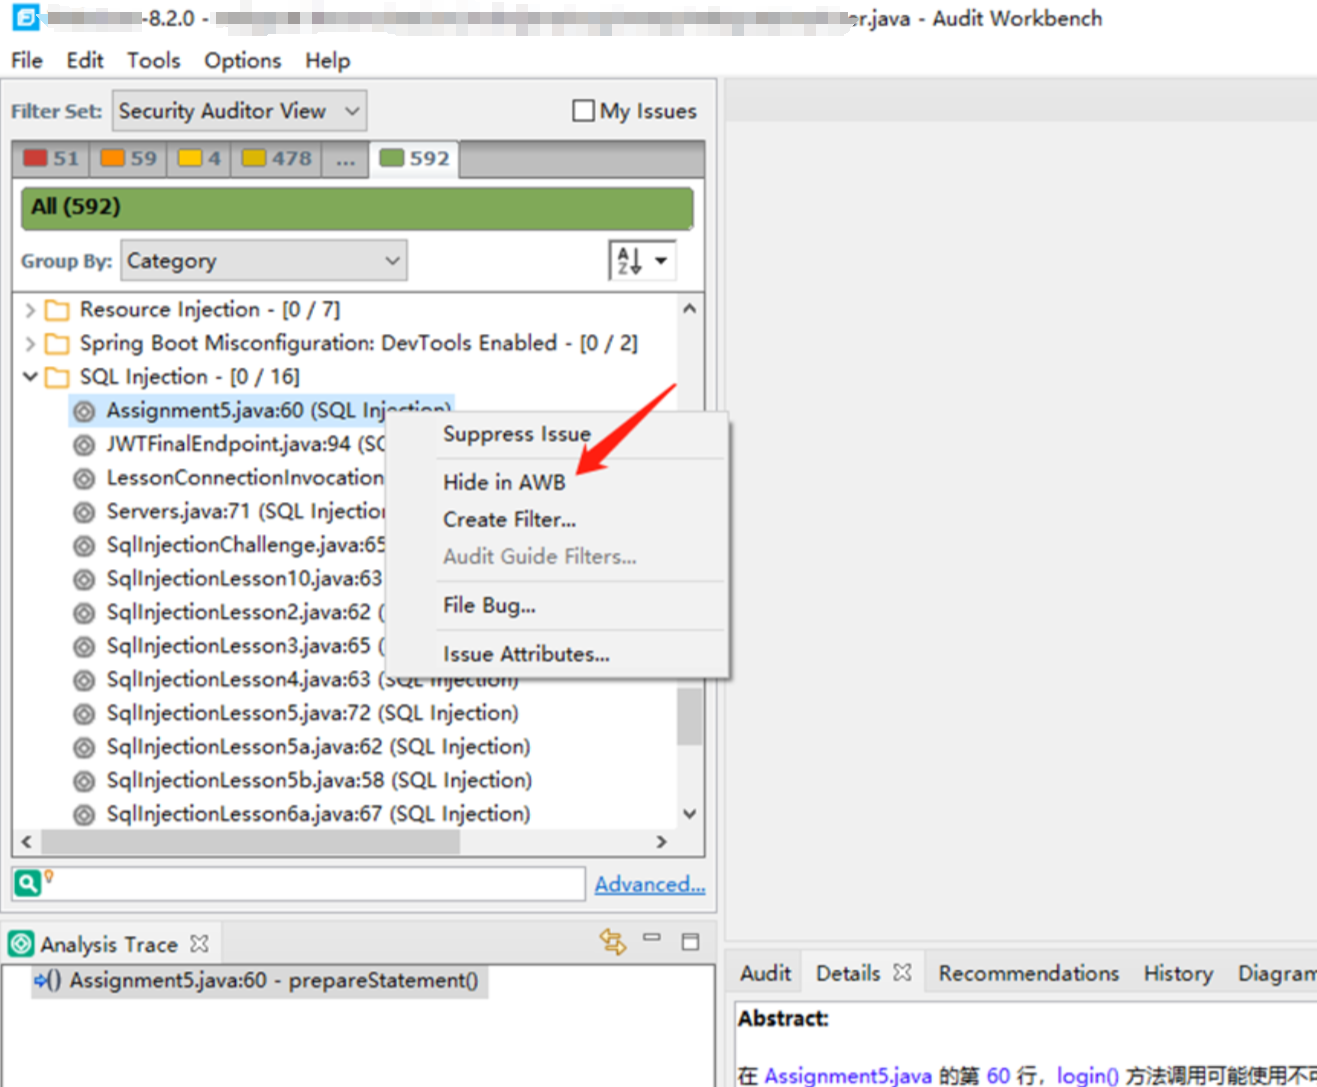 -8.2.0 -
er.java - Audit Workbench
File Edit Tools Options Help
Filter Set: Security Auditor View My Issues
51 59 4 478 ... 592
All (592)
Group By: Category
Resource Injection - [0 / 7]
Spring Boot Misconfiguration: DevTools Enabled - [0 / 2]
SQL Injection - [0 / 16]
Assignment5.java:60 (SQL Injection)
JWTFinalEndpoint.java:94 (SQ
LessonConnectionInvocation
Servers.java:71 (SQL Injection
SqlInjectionChallenge.java:65
SqlInjectionLesson10.java:63
SqlInjectionLesson2.java:62 (
SqlInjectionLesson3.java:65 (
SqlInjectionLesson4.java:63 (SQL Injection)
SqlInjectionLesson5.java:72 (SQL Injection)
SqlInjectionLesson5a.java:62 (SQL Injection)
SqlInjectionLesson5b.java:58 (SQL Injection)
SqlInjectionLesson6a.java:67 (SQL Injection)
Suppress Issue
Hide in AWB
Create Filter...
Audit Guide Filters...
File Bug...
Issue Attributes...
Advanced...
Analysis Trace
Assignment5.java:60 - prepareStatement()
Audit Details Recommendations History Diagram
Abstract:
在 Assignment5.java 的第 60 行，login() 方法调用可能使用不可